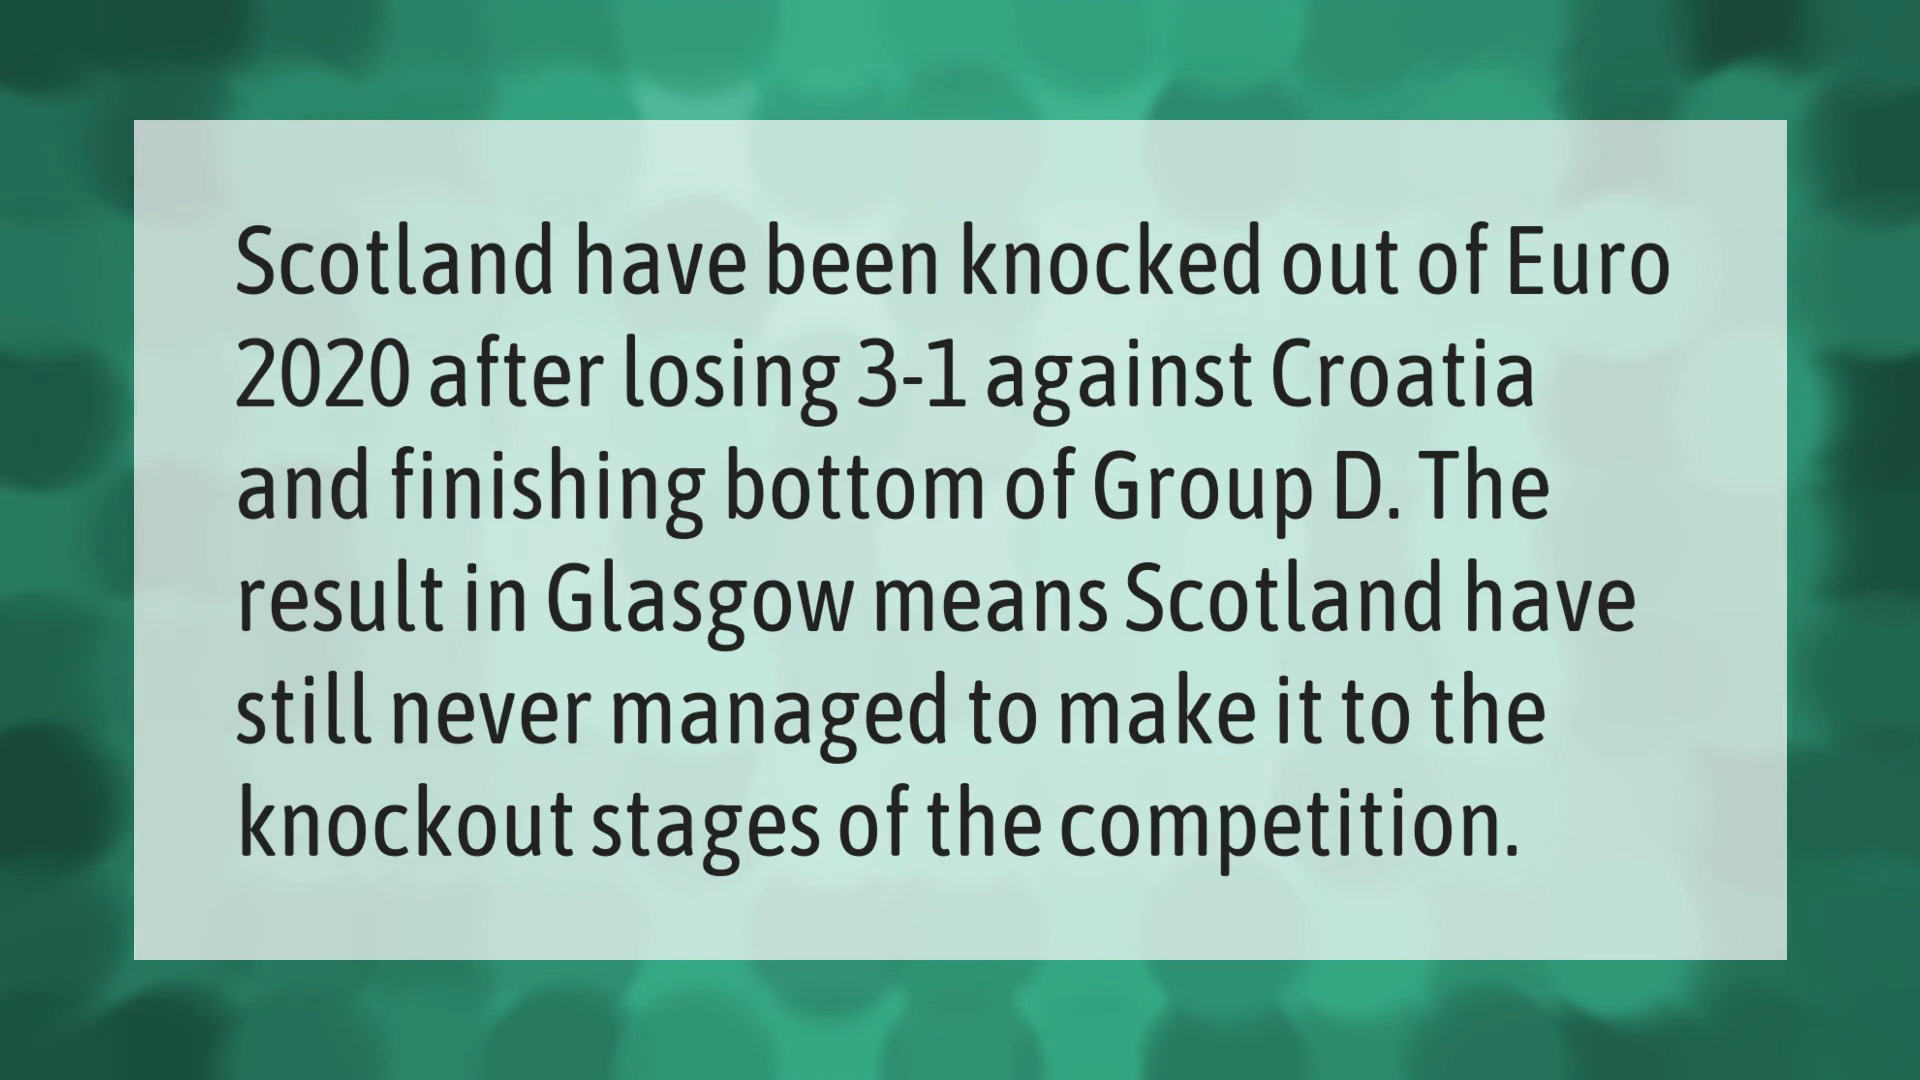 Scotland have been knocked out of Euro
2020 after losing 3-1 against Croatia
and finishing bottom of Group D. The
result in Glasgow means Scotland have
still never managed to make it to the
knockout stages of the competition.